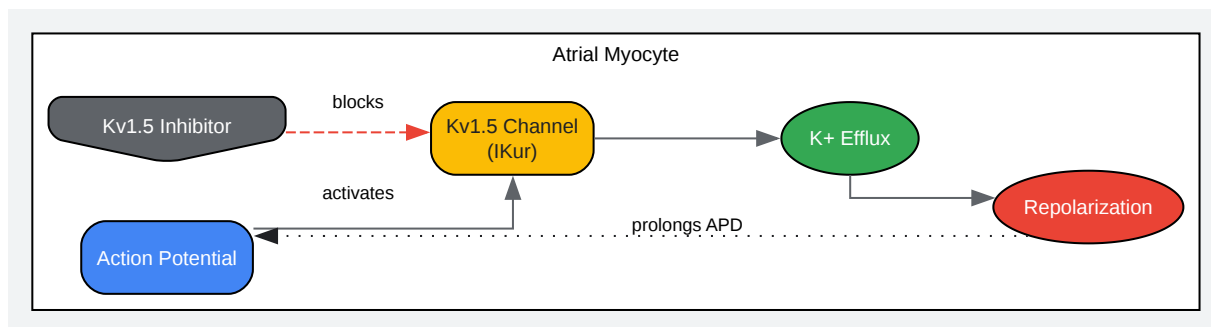 Atrial Myocyte
Kv1.5 Inhibitor
blocks
Kv1.5 Channel
(IKur)
K+ Efflux
activates
Repolarization
prolongs APD
Action Potential